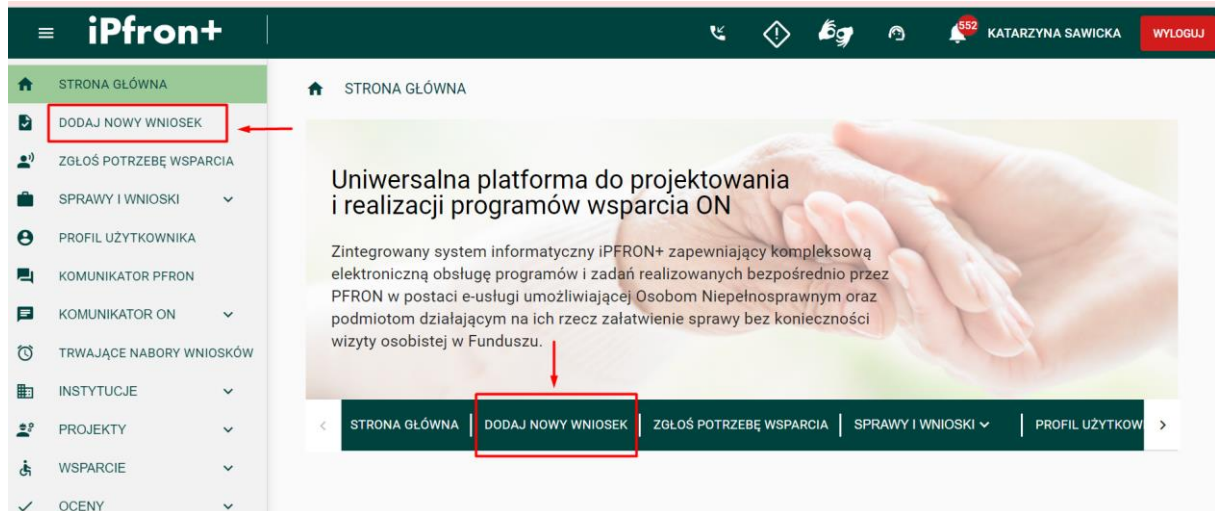 iPfron+
552
KATARZYNA SAWICKA
WYLOGUJ
STRONA GŁÓWNA
DODAJ NOWY WNIOSEK
ZGŁOŚ POTRZEBĘ WSPARCIA
SPRAWY I WNIOSKI
PROFIL UŻYTKOWNIKA
KOMUNIKATOR PFRON
KOMUNIKATOR ON
TRWAJĄCE NABORY WNIOSKÓW
INSTYTUCJE
PROJEKTY
WSPARCIE
OCENY
STRONA GŁÓWNA
Uniwersalna platforma do projektowania
i realizacji programów wsparcia ON
Zintegrowany system informatyczny iPFRON+ zapewniający kompleksową
elektroniczną obsługę programów i zadań realizowanych bezpośrednio przez
PFRON w postaci e-usługi umożliwiającej Osobom Niepełnosprawnym oraz
podmiotom działającym na ich rzecz załatwienie sprawy bez konieczności
wizyty osobistej w Funduszu.
STRONA GŁÓWNA DODAJ NOWY WNIOSEK ZGŁOŚ POTRZEBĘ WSPARCIA SPRAWY I WNIOSKI PROFIL UŻYTKOW